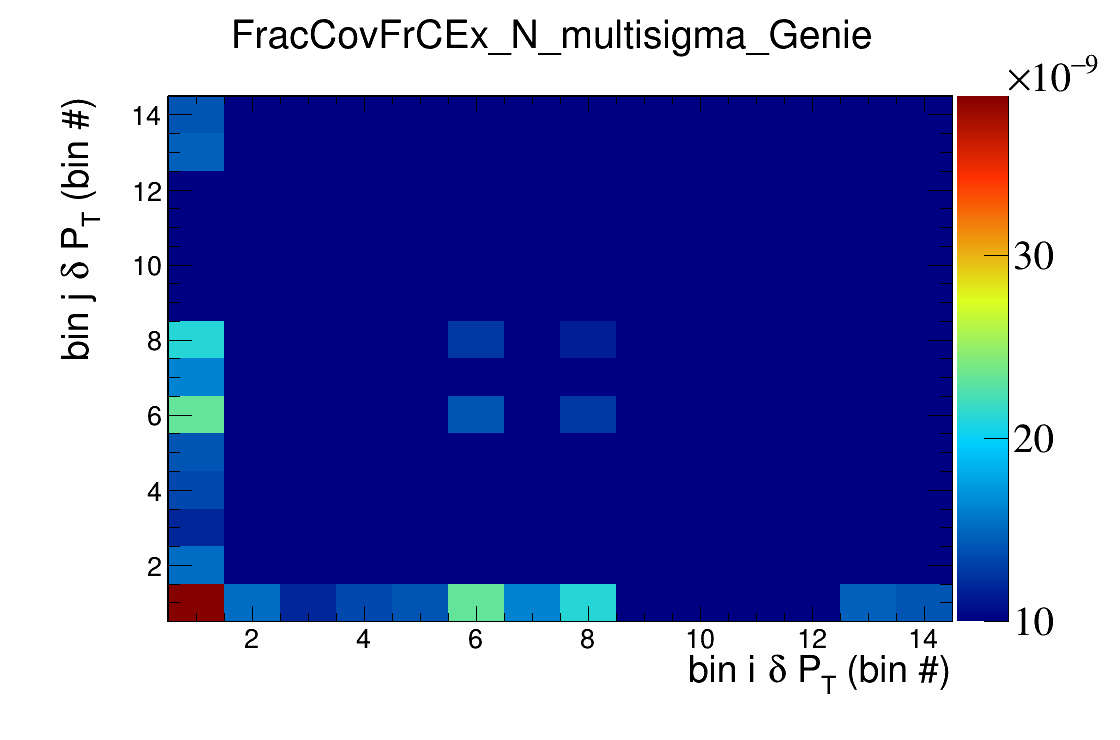 FracCovFrCEx_N_multisigma_Genie
×10⁻⁹
bin j δ P_T (bin #)
14
12
10
8
6
4
2
30
20
10
2 4 6 8 10 12 14
bin i δ P_T (bin #)